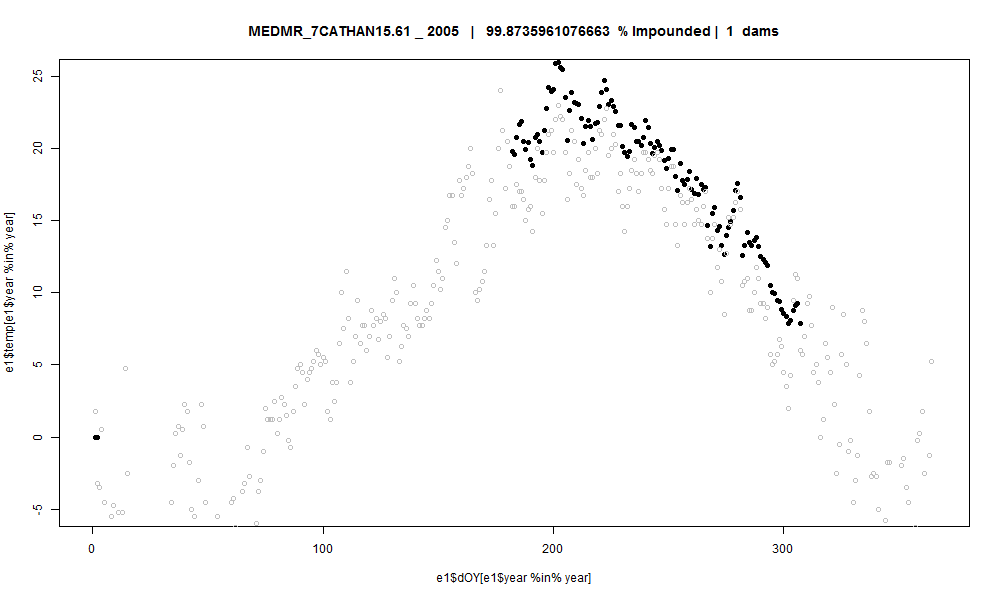 MEDMR_7CATHAN15.61 _ 2005 | 99.8735961076663 % Impounded | 1 dams
e1$temp[e1$year %in% year]
25
20
15
10
5
0
-5
0 100 200 300
e1$dOY[e1$year %in% year]